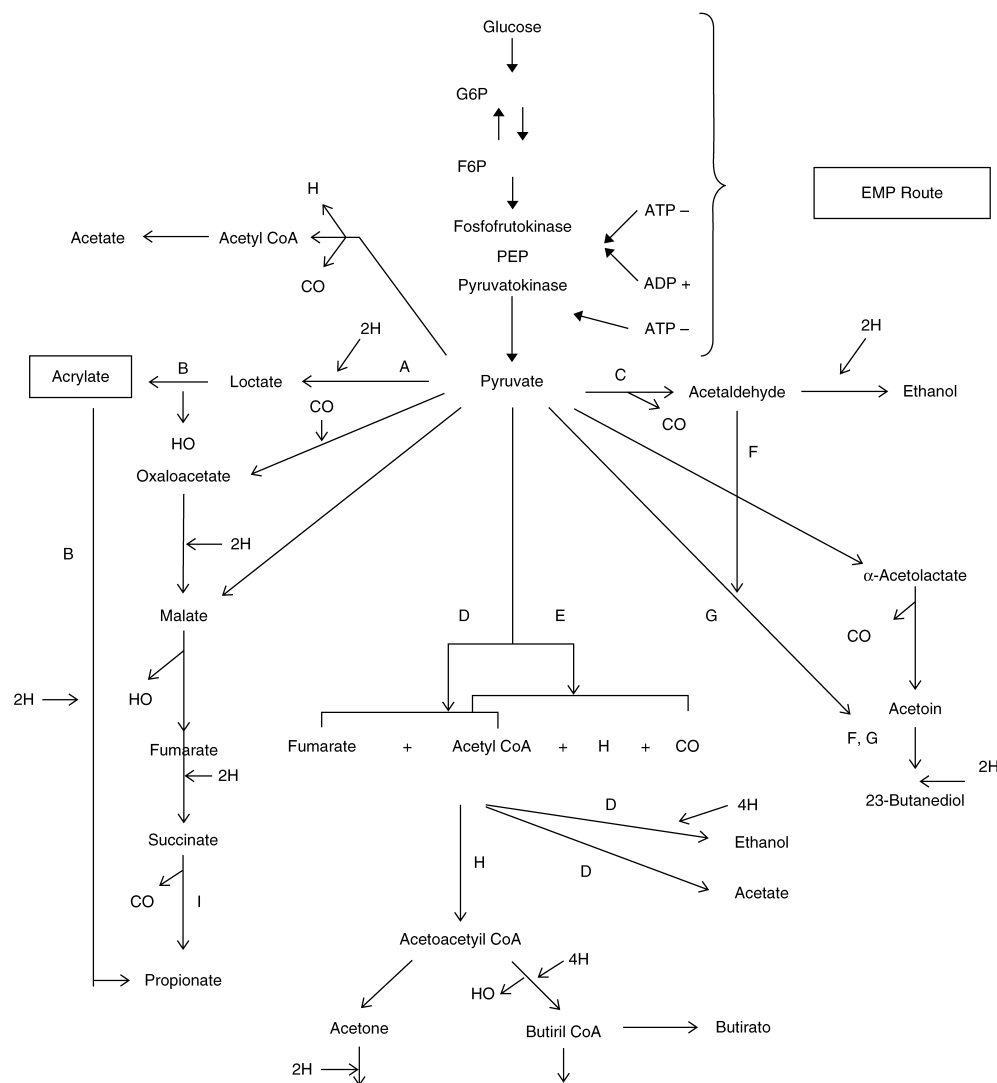 Glucose
G6P
F6P
EMP Route
H
ATP –
Fosfofrutokinase
Acetate
Acetyl CoA
PEP
CO
Pyruvatokinase
ADP +
2H
ATP –
2H
Acrylate
B
Loctate
A
Pyruvate
C
Acetaldehyde
Ethanol
CO
CO
HO
F
Oxaloacetate
2H
B
α-Acetolactate
Malate
D
E
G
CO
2H
HO
Acetoin
Fumarate
Fumarate + Acetyl CoA + H + CO
F, G
2H
2H
23-Butanediol
D
4H
Succinate
Ethanol
H
D
CO
I
Acetate
Acetoacetyil CoA
4H
Propionate
HO
Acetone
Butiril CoA
Butirato
2H